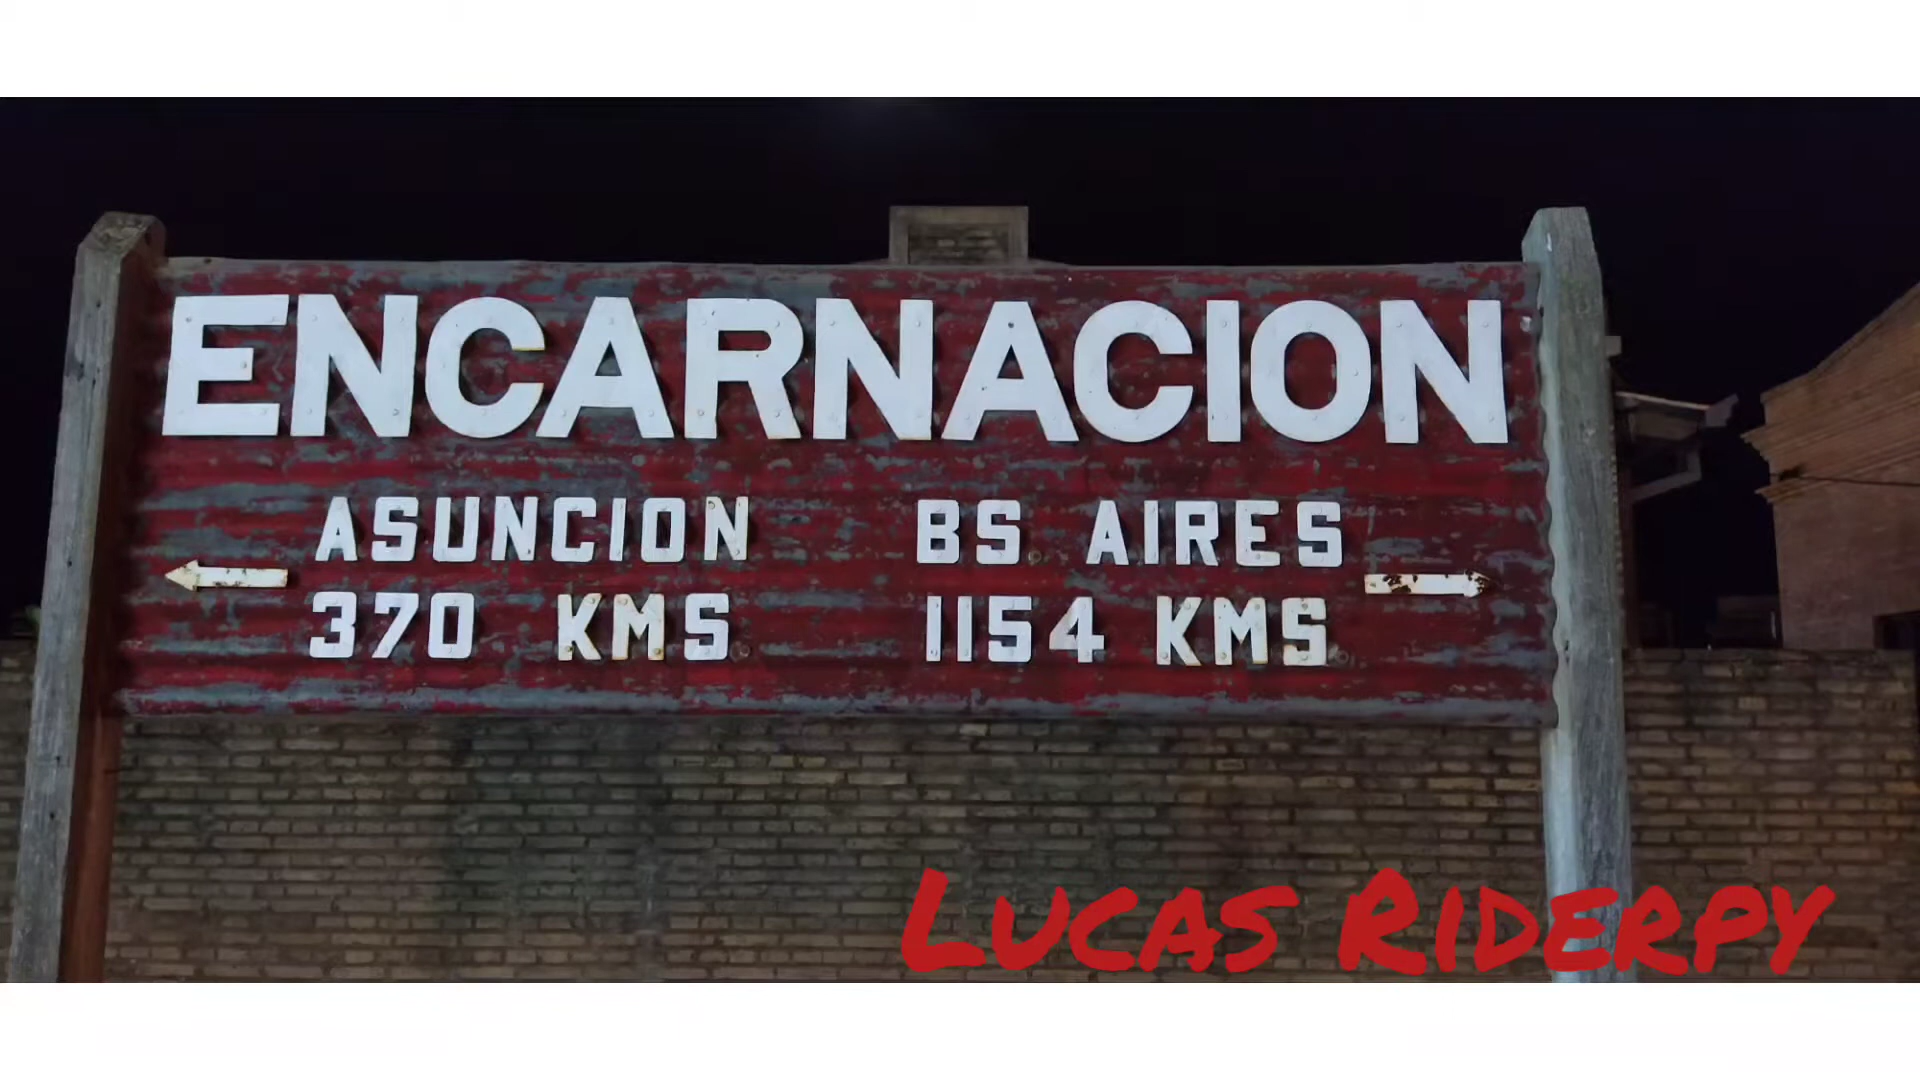 ENCARNACION
ASUNCION BS AIRES
370 KMS 1154 KMS
LUCAS RIDERPY